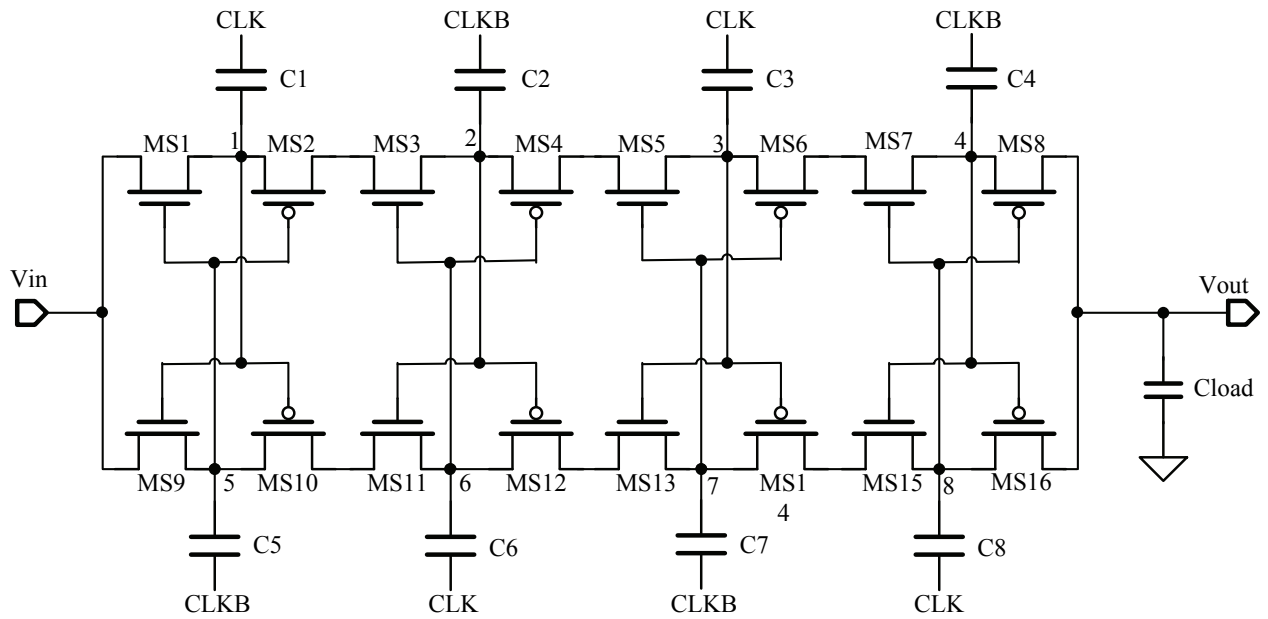 CLK CLKB CLK CLKB
C1 C2 C3 C4
MS1 1 MS2 MS3 2 MS4 MS5 3 MS6 MS7 4 MS8
Vin Vout
Cload
MS9 5 MS10 MS11 6 MS12 MS13 7 MS1 MS15 8 MS16
4
C5 C6 C7 C8
CLKB CLK CLKB CLK